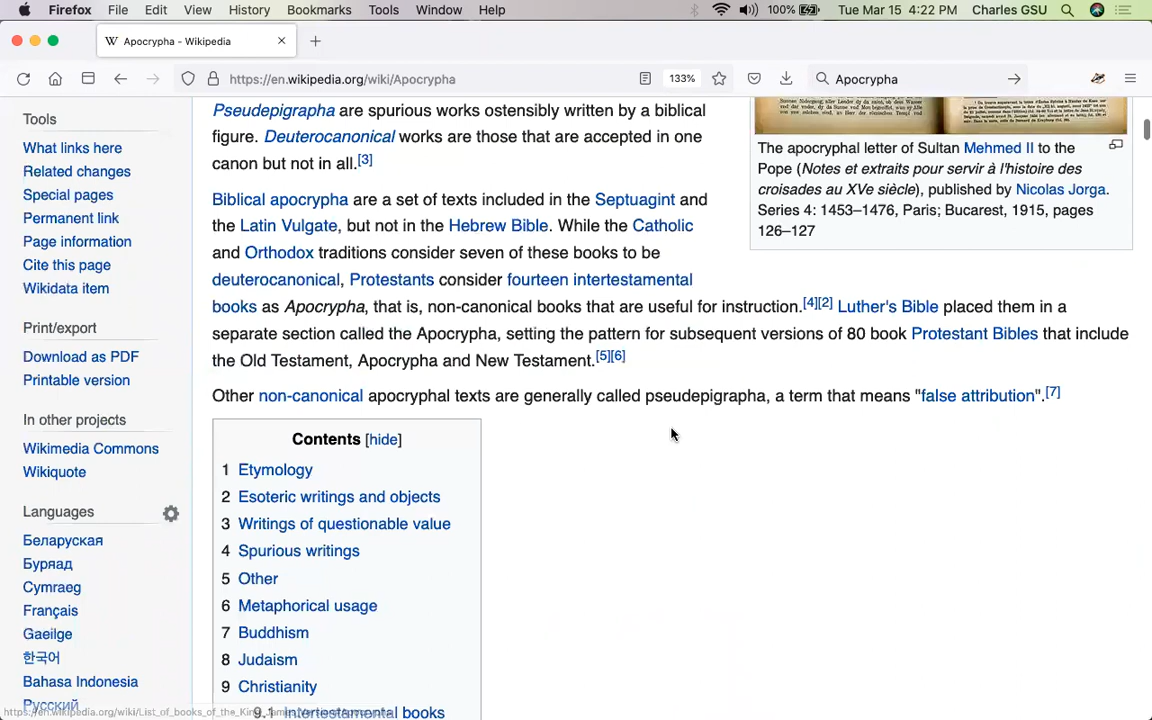 Firefox File Edit View History Bookmarks Tools Window Help 100% Tue Mar 15 4:22 PM Charles GSU
W Apocrypha - Wikipedia
https://en.wikipedia.org/wiki/Apocrypha 133% Apocrypha
Tools
What links here
Related changes
Special pages
Permanent link
Page information
Cite this page
Wikidata item
Print/export
Download as PDF
Printable version
In other projects
Wikimedia Commons
Wikiquote
Languages
Беларуская
Буряад
Cymraeg
Français
Gaeilge
한국어
Bahasa Indonesia
Русский
Pseudepigrapha are spurious works ostensibly written by a biblical
figure. Deuterocanonical works are those that are accepted in one
canon but not in all.[3]
Biblical apocrypha are a set of texts included in the Septuagint and
the Latin Vulgate, but not in the Hebrew Bible. While the Catholic
and Orthodox traditions consider seven of these books to be
deuterocanonical, Protestants consider fourteen intertestamental
books as Apocrypha, that is, non-canonical books that are useful for instruction.[4][2] Luther's Bible placed them in a
separate section called the Apocrypha, setting the pattern for subsequent versions of 80 book Protestant Bibles that include
the Old Testament, Apocrypha and New Testament.[5][6]
Other non-canonical apocryphal texts are generally called pseudepigrapha, a term that means "false attribution".[7]
The apocryphal letter of Sultan Mehmed II to the
Pope (Notes et extraits pour servir à l'histoire des
croisades au XVe siècle), published by Nicolas Jorga.
Series 4: 1453–1476, Paris; Bucarest, 1915, pages
126–127
Contents [hide]
1 Etymology
2 Esoteric writings and objects
3 Writings of questionable value
4 Spurious writings
5 Other
6 Metaphorical usage
7 Buddhism
8 Judaism
9 Christianity
9.1 Intertestamental books